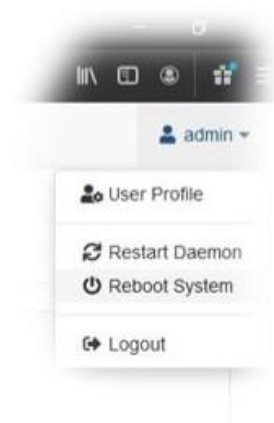 admin
User Profile
Restart Daemon
Reboot System
Logout